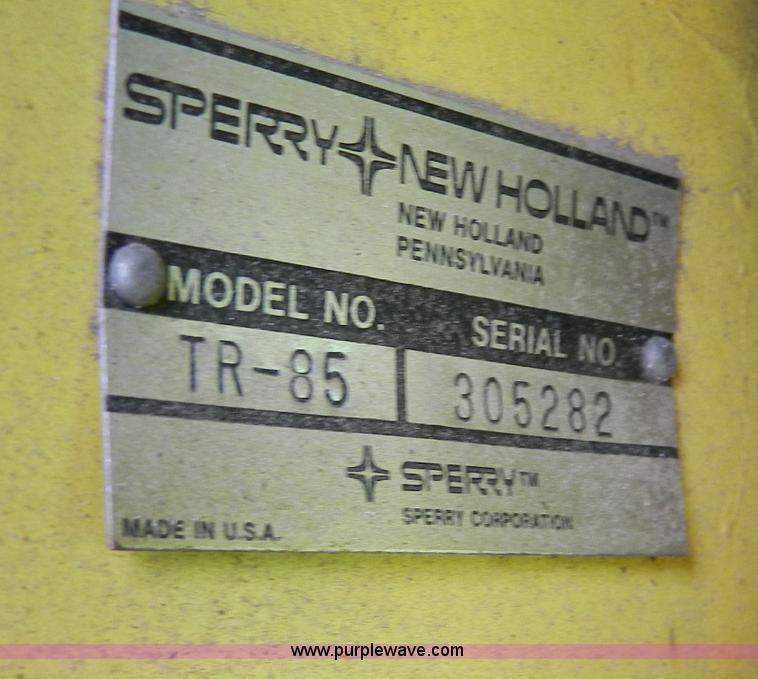 SPERRY NEW HOLLAND™
NEW HOLLAND
PENNSYLVANIA
MODEL NO. SERIAL NO.
TR-85 305282
SPERRY™
SPERRY CORPORATION
MADE IN U.S.A.
www.purplewave.com